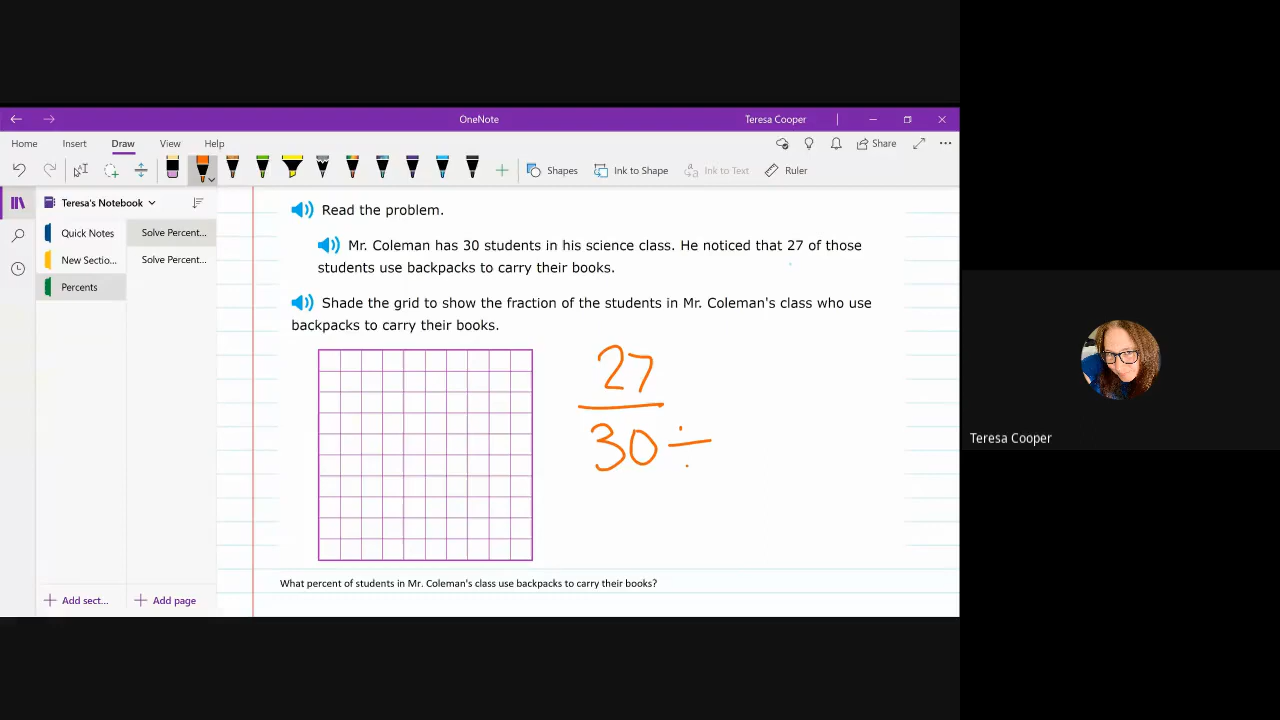 OneNote
Teresa Cooper
Home Insert Draw View Help
Share
Shapes Ink to Shape Ink to Text Ruler
Teresa's Notebook
Quick Notes
New Sectio...
Percents
Solve Percent...
Solve Percent...
Read the problem.
Mr. Coleman has 30 students in his science class. He noticed that 27 of those
students use backpacks to carry their books.
Shade the grid to show the fraction of the students in Mr. Coleman's class who use
backpacks to carry their books.
27
30 ÷
What percent of students in Mr. Coleman's class use backpacks to carry their books?
+ Add sect...
+ Add page
Teresa Cooper